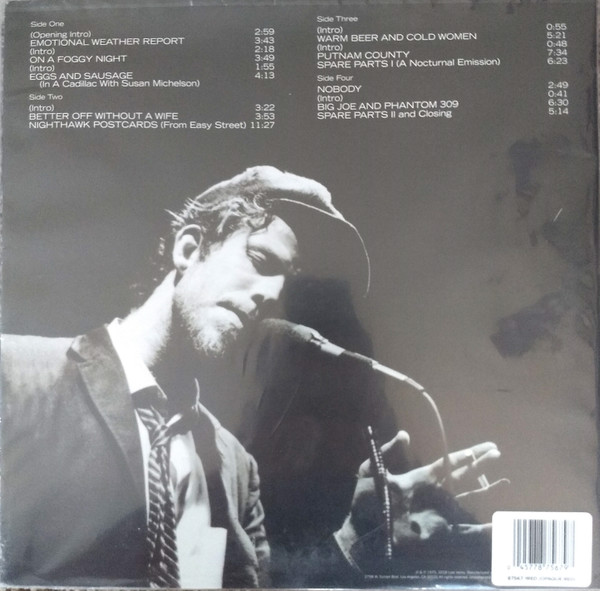 Side One
(Opening Intro) 2:59
EMOTIONAL WEATHER REPORT 3:43
(Intro) 2:18
ON A FOGGY NIGHT 3:49
(Intro) 1:55
EGGS AND SAUSAGE 4:13
(In A Cadillac With Susan Michelson)
Side Two
(Intro) 3:22
BETTER OFF WITHOUT A WIFE 3:53
NIGHTHAWK POSTCARDS (From Easy Street) 11:27
Side Three
(Intro) 0:55
WARM BEER AND COLD WOMEN 5:21
(Intro) 0:48
PUTNAM COUNTY 7:34
SPARE PARTS I (A Nocturnal Emission) 6:23
Side Four
NOBODY 2:49
(Intro) 0:41
BIG JOE AND PHANTOM 309 6:30
SPARE PARTS II and Closing 5:14